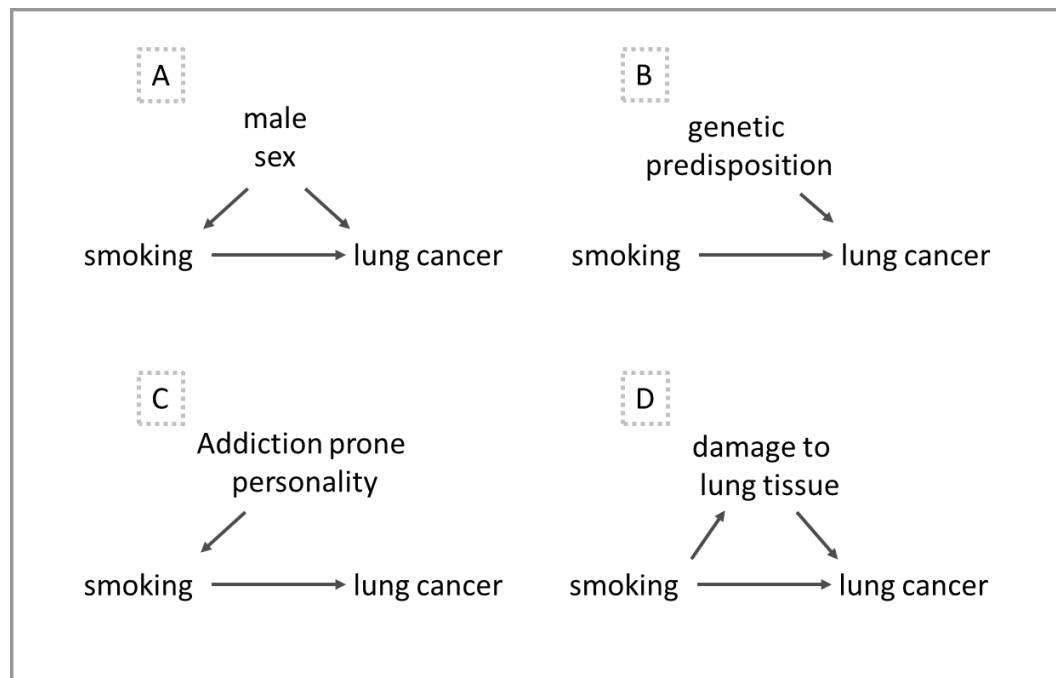 A
male
sex
smoking
lung cancer
B
genetic
predisposition
smoking
lung cancer
C
Addiction prone
personality
smoking
lung cancer
D
damage to
lung tissue
smoking
lung cancer